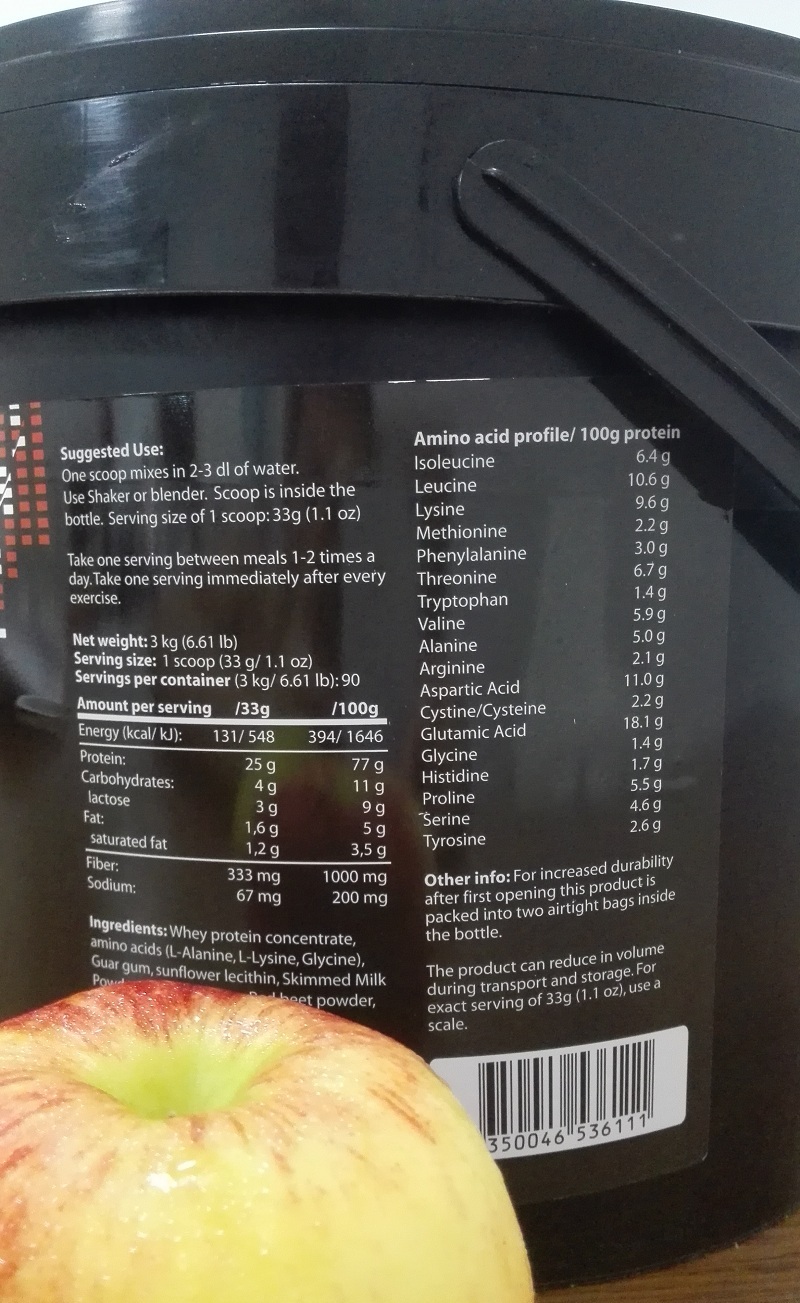 Suggested Use:
One scoop mixes in 2-3 dl of water.
Use Shaker or blender. Scoop is inside the
bottle. Serving size of 1 scoop: 33g (1.1 oz)
Take one serving between meals 1-2 times a
day.Take one serving immediately after every
exercise.
Net weight: 3 kg (6.61 lb)
Serving size: 1 scoop (33 g/ 1.1 oz)
Servings per container (3 kg/ 6.61 lb): 90
Amount per serving /33g /100g
Energy (kcal/ kJ): 131/ 548 394/ 1646
Protein: 25 g 77 g
Carbohydrates: 4 g 11 g
lactose 3 g 9 g
Fat: 1,6 g 5 g
saturated fat 1,2 g 3,5 g
Fiber: 333 mg 1000 mg
Sodium: 67 mg 200 mg
Ingredients: Whey protein concentrate,
amino acids (L-Alanine, L-Lysine, Glycine),
Guar gum, sunflower lecithin, Skimmed Milk
beet powder,
Amino acid profile/ 100g protein
Isoleucine 6.4 g
Leucine 10.6 g
Lysine 9.6 g
Methionine 2.2 g
Phenylalanine 3.0 g
Threonine 6.7 g
Tryptophan 1.4 g
Valine 5.9 g
Alanine 5.0 g
Arginine 2.1 g
Aspartic Acid 11.0 g
Cystine/Cysteine 2.2 g
Glutamic Acid 18.1 g
Glycine 1.4 g
Histidine 1.7 g
Proline 5.5 g
Serine 4.6 g
Tyrosine 2.6 g
Other info: For increased durability
after first opening this product is
packed into two airtight bags inside
the bottle.
The product can reduce in volume
during transport and storage. For
exact serving of 33g (1.1 oz), use a
scale.
350046 536111